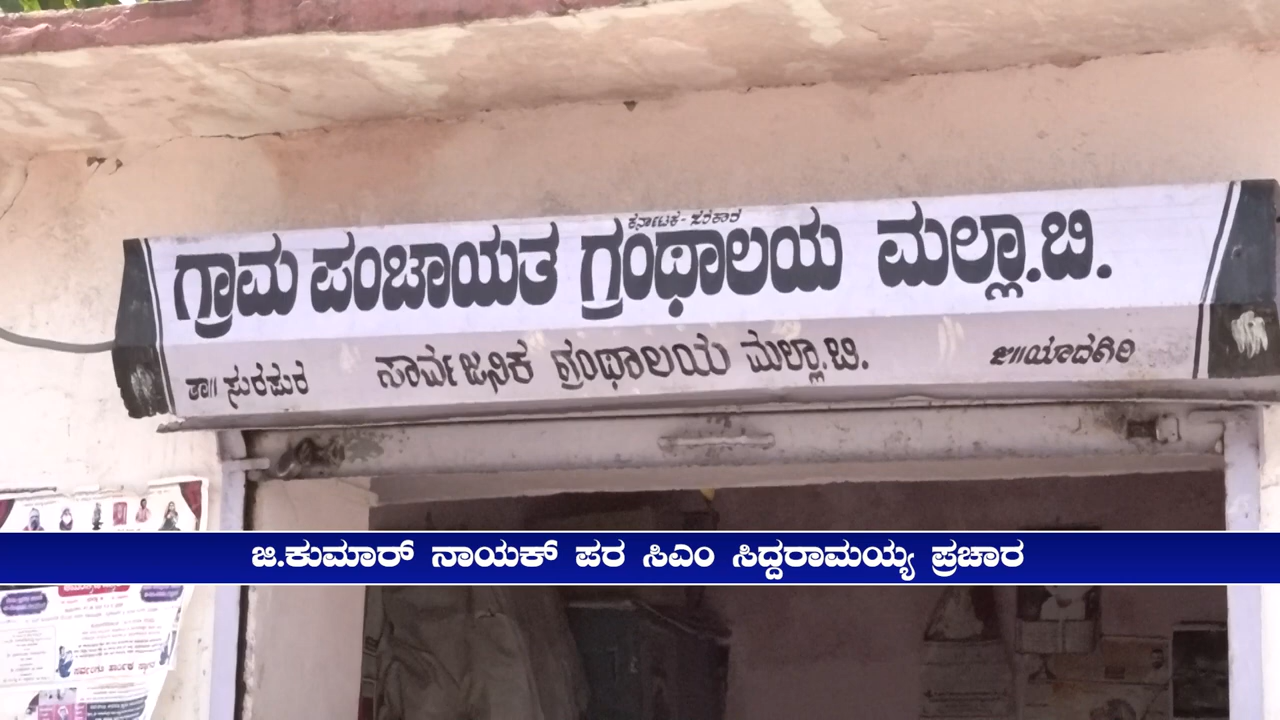 ಕರ್ನಾಟಕ - ಸರಕಾರ
ಗ್ರಾಮ ಪಂಚಾಯತ ಗ್ರಂಥಾಲಯ ಮಲ್ಲಾ.ಬಿ.
ತಾ॥ ಸುರಪುರ ಸಾರ್ವಜನಿಕ ಗ್ರಂಥಾಲಯ ಮಲ್ಲಾ.ಬಿ. ಜಿ॥ಯಾದಗಿರಿ
ಜಿ.ಕುಮಾರ್ ನಾಯಕ್ ಪರ ಸಿಎಂ ಸಿದ್ದರಾಮಯ್ಯ ಪ್ರಚಾರ